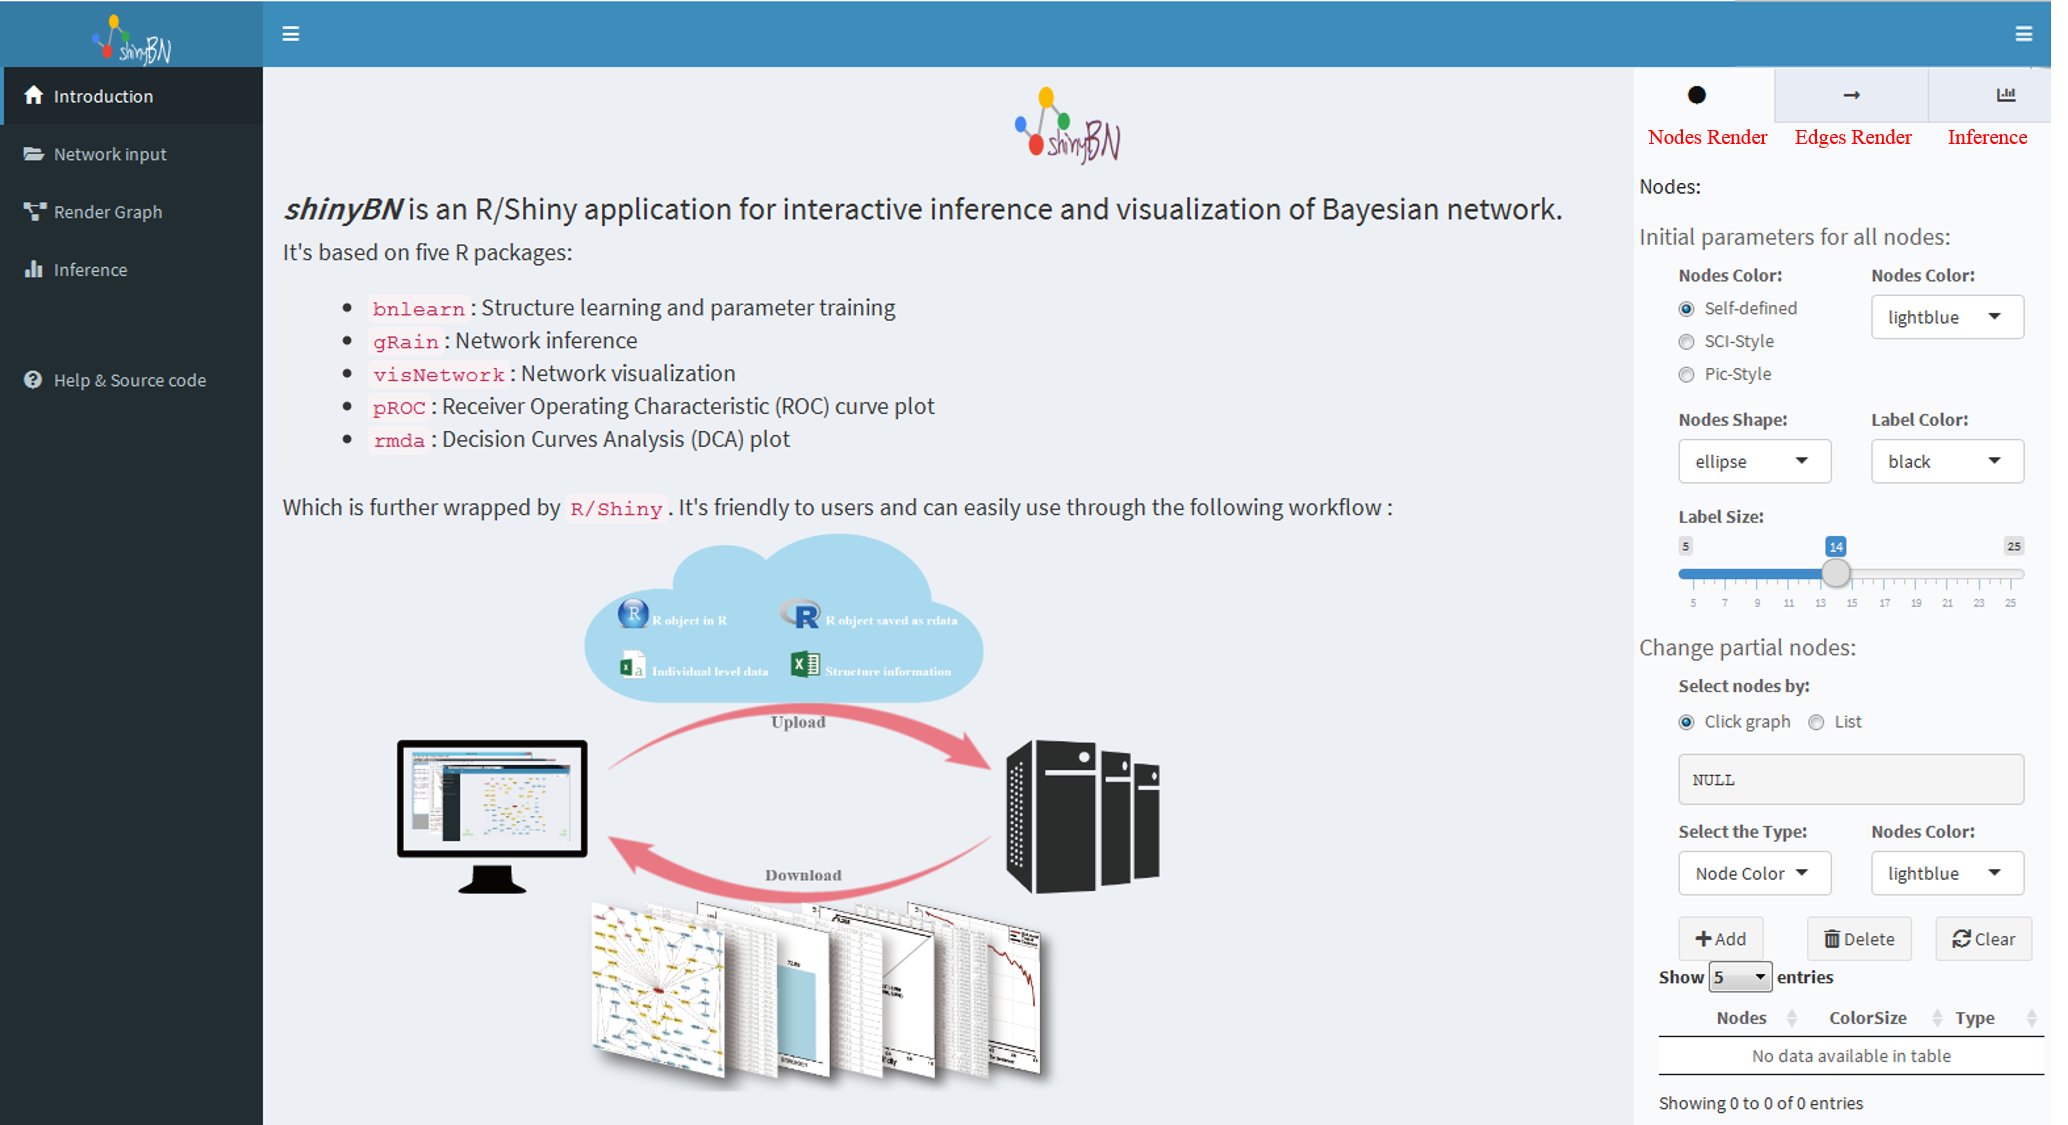 shinyBN
Introduction
Network input
Render Graph
Inference
Help & Source code
shinyBN
shinyBN is an R/Shiny application for interactive inference and visualization of Bayesian network.
It's based on five R packages:
bnlearn : Structure learning and parameter training
gRain : Network inference
visNetwork : Network visualization
pROC : Receiver Operating Characteristic (ROC) curve plot
rmda : Decision Curves Analysis (DCA) plot
Which is further wrapped by R/Shiny . It's friendly to users and can easily use through the following workflow :
R object in R
R object saved as rdata
Individual level data
Structure information
Upload
Download
Nodes Render Edges Render Inference
Nodes:
Initial parameters for all nodes:
Nodes Color: Nodes Color:
Self-defined lightblue
SCI-Style
Pic-Style
Nodes Shape: Label Color:
ellipse black
Label Size:
5 14 25
5 7 9 11 13 15 17 19 21 23 25
Change partial nodes:
Select nodes by:
Click graph List
NULL
Select the Type: Nodes Color:
Node Color lightblue
Add Delete Clear
Show 5 entries
Nodes ColorSize Type
No data available in table
Showing 0 to 0 of 0 entries